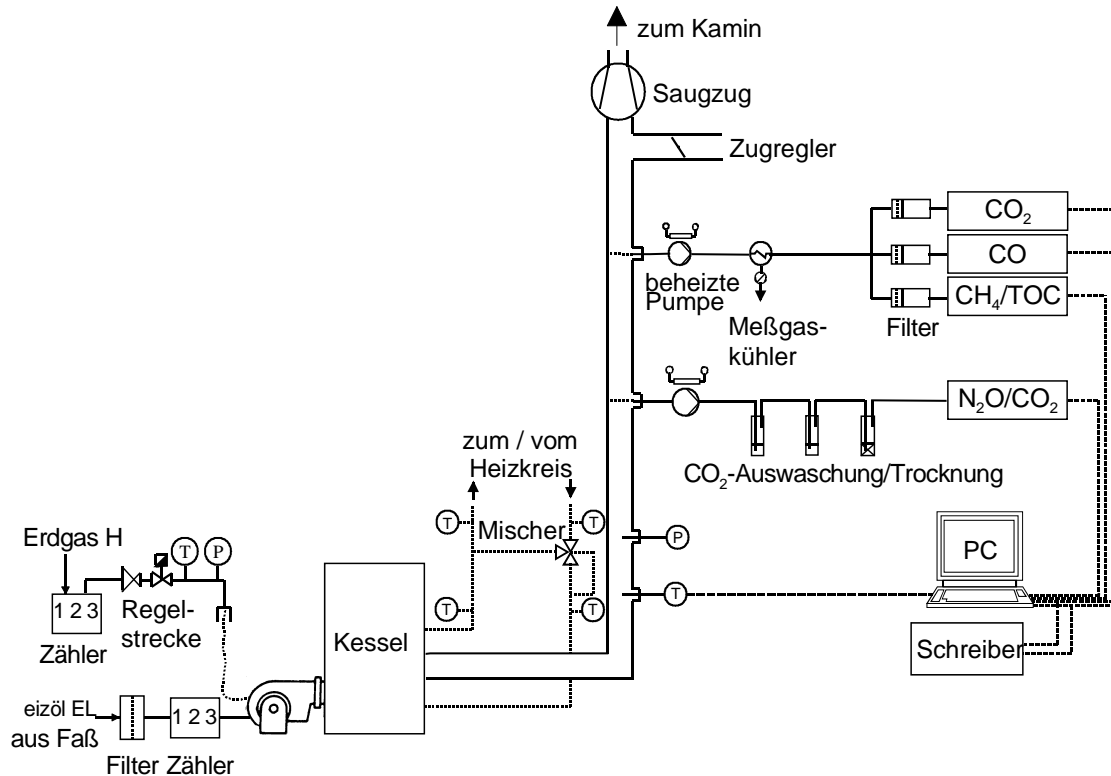 zum Kamin
Saugzug
Zugregler
CO₂
CO
CH₄/TOC
beheizte
Pumpe
Meßgas-
kühler
Filter
N₂O/CO₂
CO₂-Auswaschung/Trocknung
zum / vom
Heizkreis
T
T
Mischer
P
Erdgas H
T
P
PC
1 2 3
Regel-
strecke
T
T
T
Zähler
Kessel
Schreiber
eizöl EL
aus Faß
1 2 3
Filter Zähler